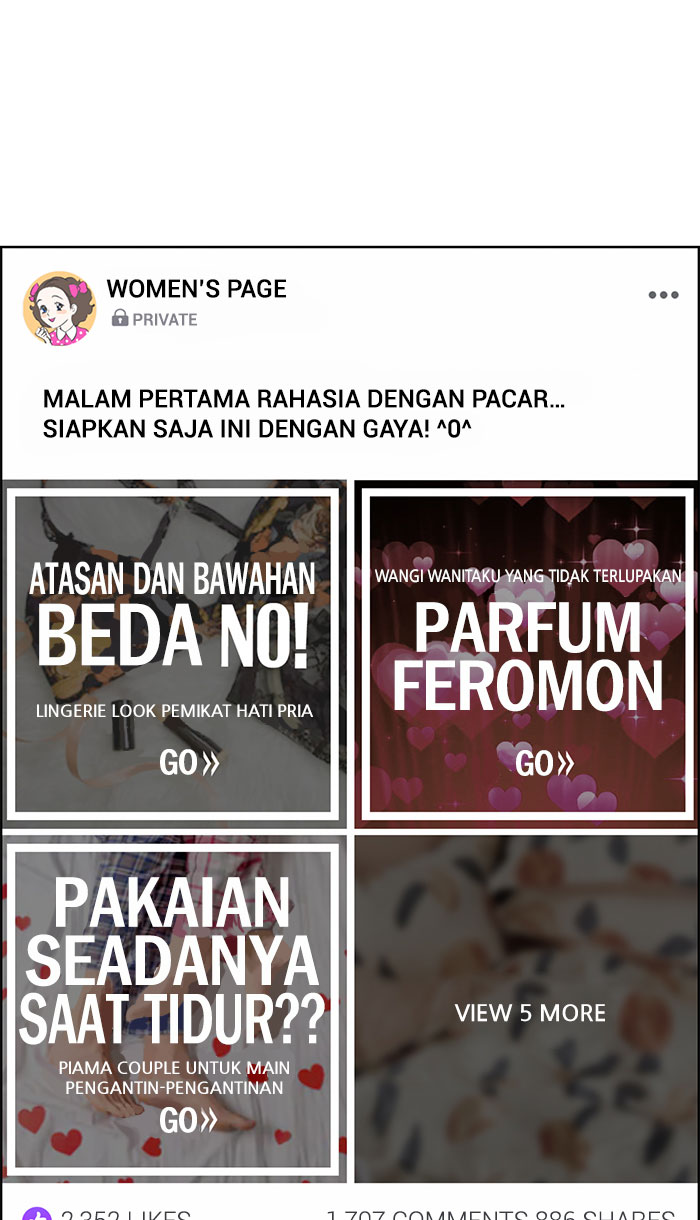 WOMEN'S PAGE
PRIVATE
MALAM PERTAMA RAHASIA DENGAN PACAR...
SIAPKAN SAJA INI DENGAN GAYA! ^0^
ATASAN DAN BAWAHAN
BEDA NO!
LINGERIE LOOK PEMIKAT HATI PRIA
GO»
WANGI WANITAKU YANG TIDAK TERLUPAKAN
PARFUM
FEROMON
GO»
PAKAIAN
SEADANYA
SAAT TIDUR??
PIAMA COUPLE UNTUK MAIN
PENGANTIN-PENGANTINAN
GO»
VIEW 5 MORE
2,352 LIKES
1,707 COMMENTS 886 SHARES